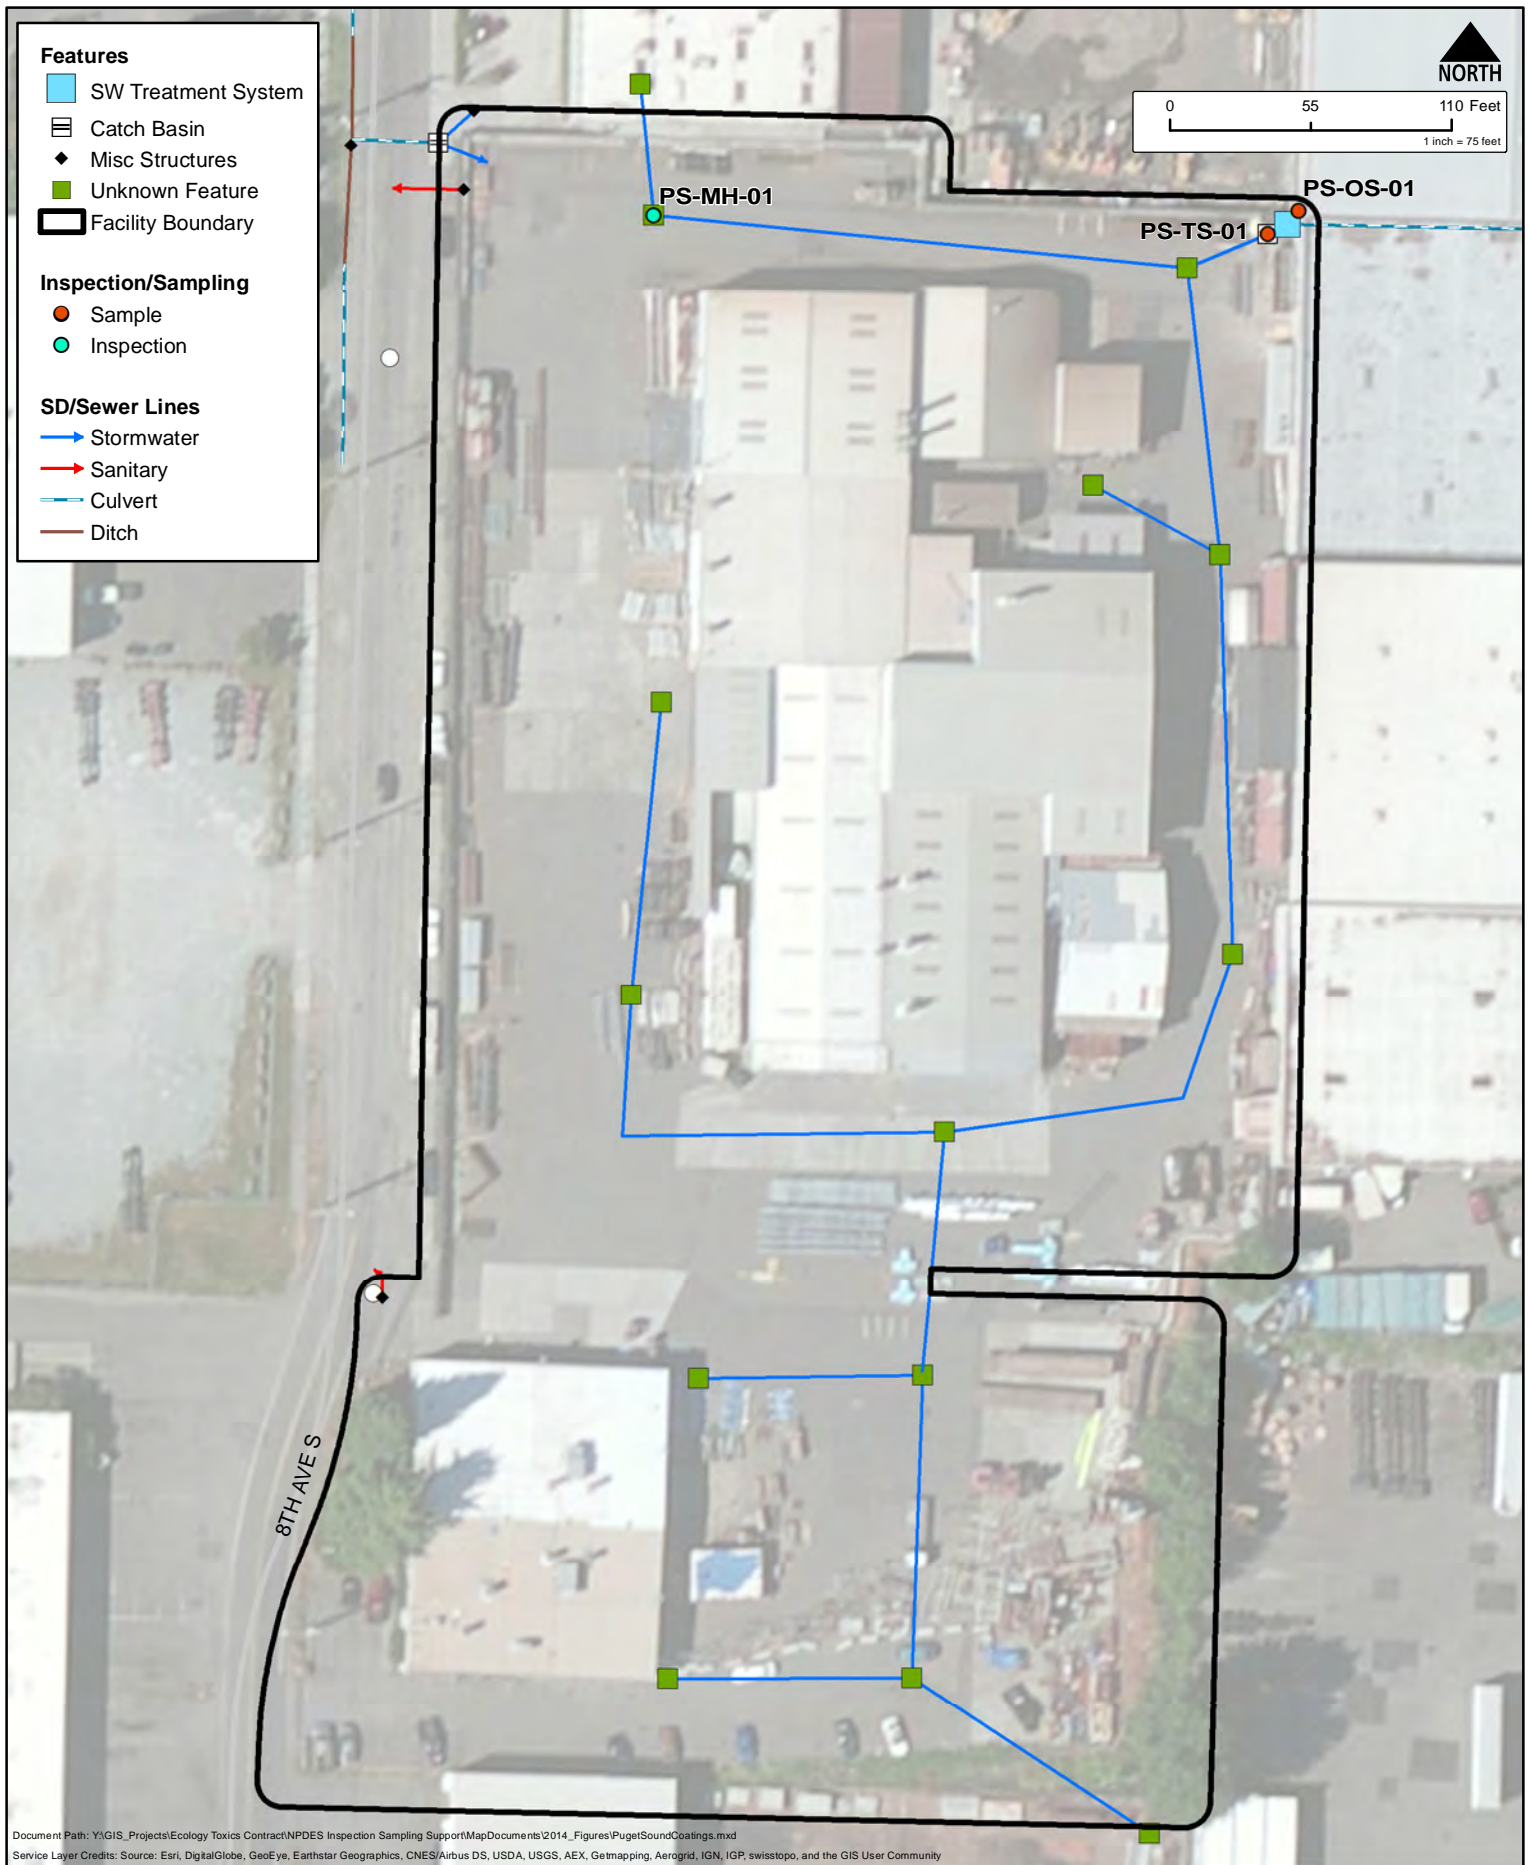 Features
SW Treatment System
Catch Basin
Misc Structures
Unknown Feature
Facility Boundary
Inspection/Sampling
Sample
Inspection
SD/Sewer Lines
Stormwater
Sanitary
Culvert
Ditch
NORTH
0 55 110 Feet
1 inch = 75 feet
PS-MH-01
PS-OS-01
PS-TS-01
8TH AVE S
Document Path: Y:\GIS_Projects\Ecology Toxics Contract\NPDES Inspection Sampling Support\MapDocuments\2014_Figures\PugetSoundCoatings.mxd
Service Layer Credits: Source: Esri, DigitalGlobe, GeoEye, Earthstar Geographics, CNES/Airbus DS, USDA, USGS, AEX, Getmapping, Aerogrid, IGN, IGP, swisstopo, and the GIS User Community